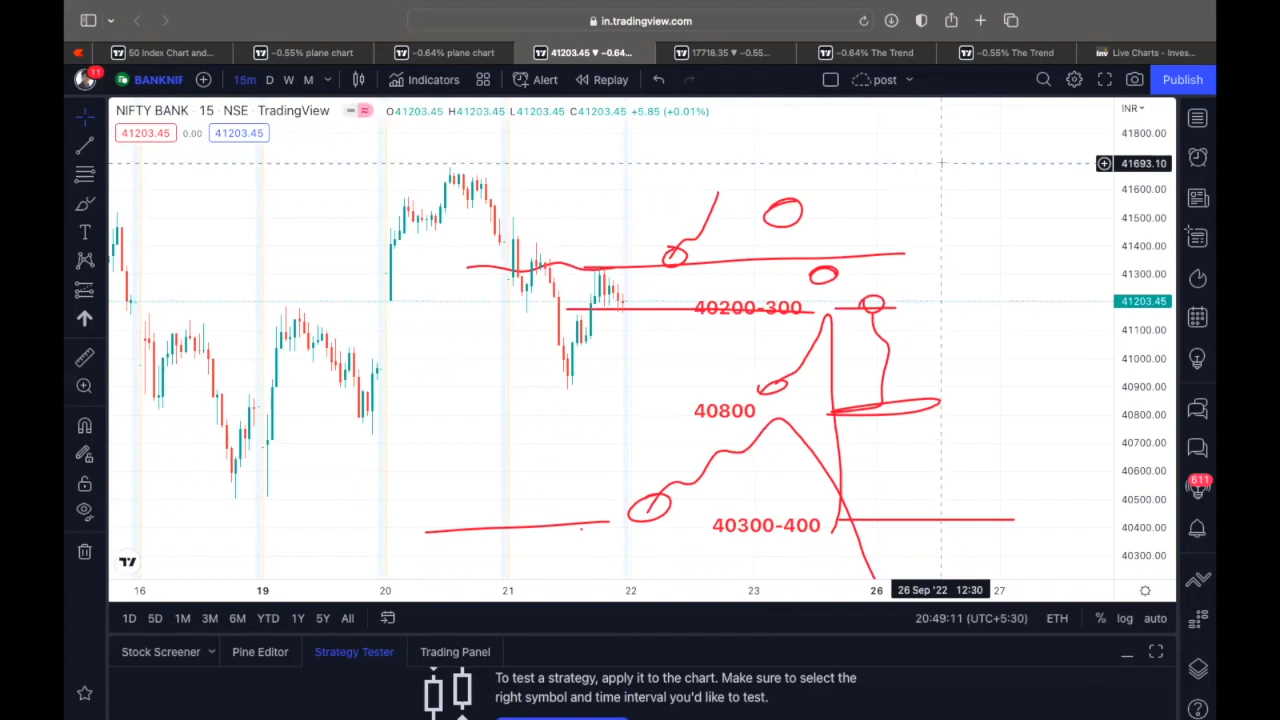 in.tradingview.com
50 Index Chart and...
-0.55% plane chart
-0.64% plane chart
41203.45 ▼ -0.64...
17718.35 ▼ -0.55...
-0.64% The Trend
-0.55% The Trend
Inv Live Charts - Inves...
11
BANKNIF
15m D W M
Indicators
Alert
Replay
post
Publish
NIFTY BANK · 15 · NSE · TradingView
O41203.45 H41203.45 L41203.45 C41203.45 +5.85 (+0.01%)
INR
41203.45 0.00 41203.45
41800.00
41693.10
41600.00
41500.00
41400.00
41300.00
41203.45
41100.00
41000.00
40900.00
40800.00
40700.00
40600.00
40500.00
40400.00
40300.00
40200-300
40800
40300-400
611
16 19 20 21 22 23 26 26 Sep '22 12:30 27
1D 5D 1M 3M 6M YTD 1Y 5Y All
20:49:11 (UTC+5:30) ETH % log auto
Stock Screener Pine Editor Strategy Tester Trading Panel
To test a strategy, apply it to the chart. Make sure to select the
right symbol and time interval you'd like to test.